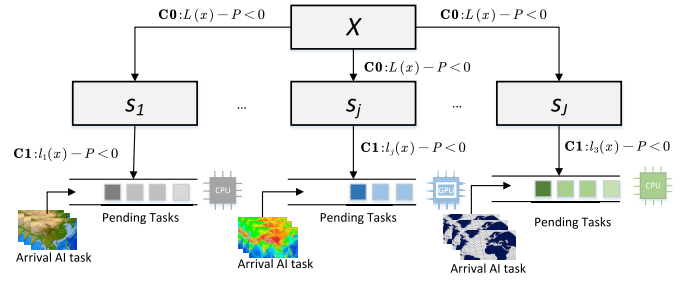 C0:L(x)−P<0
X
C0:L(x)−P<0
C0:L(x)−P<0
s1
...
sj
...
sJ
C1:l1(x)−P<0
C1:lj(x)−P<0
C1:l3(x)−P<0
CPU
GPU
CPU
Pending Tasks
Pending Tasks
Pending Tasks
Arrival AI task
Arrival AI task
Arrival AI task